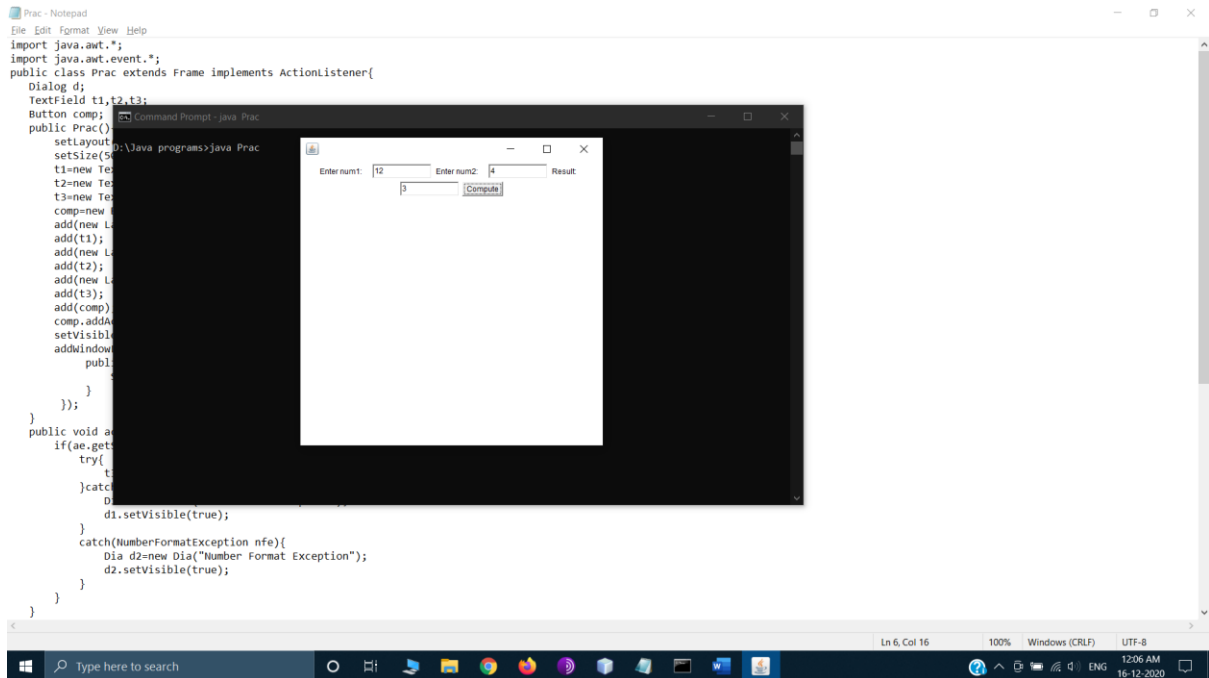 Prac - Notepad
File Edit Format View Help
import java.awt.*;
import java.awt.event.*;
public class Prac extends Frame implements ActionListener{
Dialog d;
TextField t1,t2,t3;
Button comp;
public Prac()
setLayout
setSize(5
t1=new Te
t2=new Te
t3=new Te
comp=new
add(new La
add(t1);
add(new La
add(t2);
add(new La
add(t3);
add(comp)
comp.addA
setVisible
addWindow
publi
}
});
}
public void a
if(ae.get
try{
t
}catc
D
d1.setVisible(true);
}
catch(NumberFormatException nfe){
Dia d2=new Dia("Number Format Exception");
d2.setVisible(true);
}
}
}
Command Prompt - java Prac
D:\Java programs>java Prac
Enter num1: 12 Enter num2: 4 Result:
3 Compute
Ln 6, Col 16 100% Windows (CRLF) UTF-8
Type here to search
ENG 12:06 AM
16-12-2020